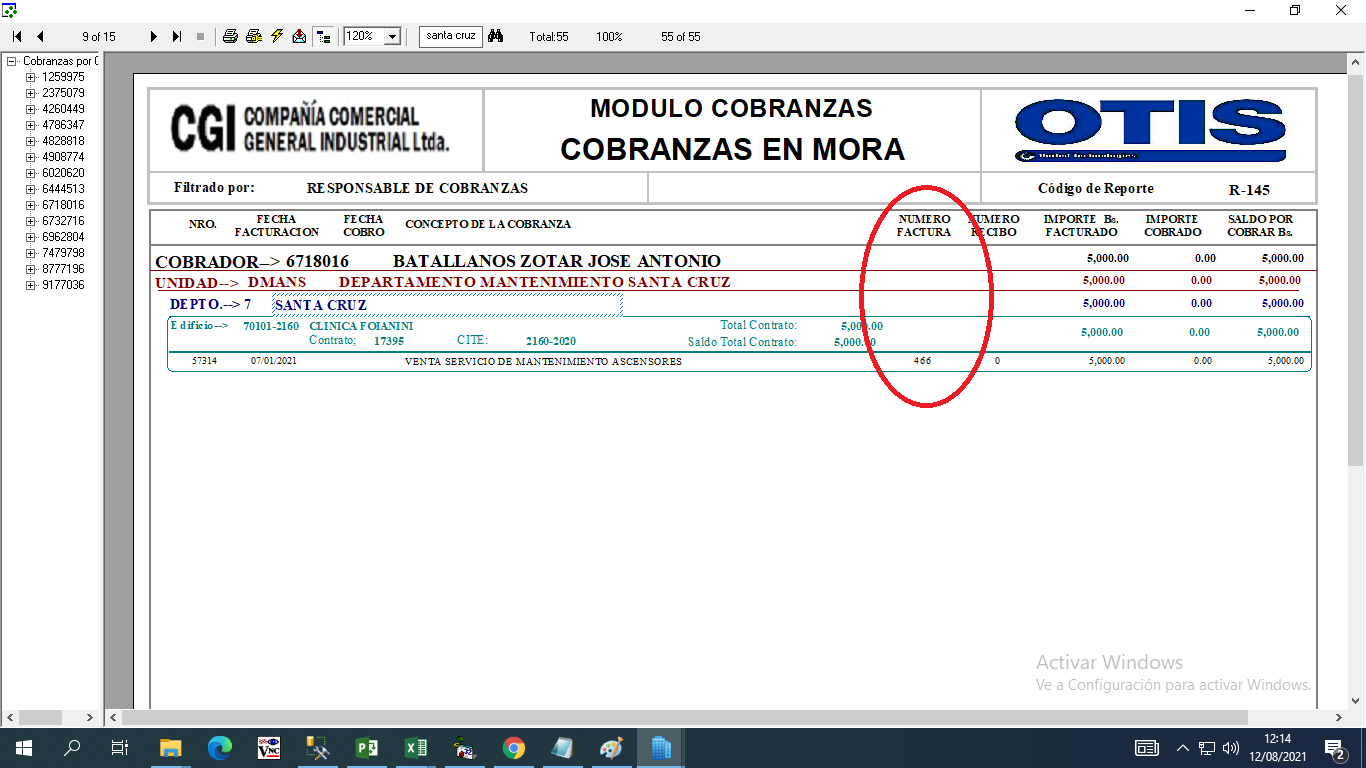 9 of 15
120%
santa cruz
Total:55
100%
55 of 55
Cobranzas por
1259975
2375079
4260449
4786347
4828818
4908774
6020620
6444513
6718016
6732716
6962804
7479798
8777196
9177036
CGI COMPAÑÍA COMERCIAL
GENERAL INDUSTRIAL Ltda.
MODULO COBRANZAS
COBRANZAS EN MORA
OTIS
United Technologies
Filtrado por: RESPONSABLE DE COBRANZAS
Código de Reporte R-145
NRO. FECHA FACTURACION FECHA COBRO CONCEPTO DE LA COBRANZA NUMERO FACTURA NUMERO RECIBO IMPORTE Bs. FACTURADO IMPORTE COBRADO SALDO POR COBRAR Bs.
COBRADOR--> 6718016 BATALLANOS ZOTAR JOSE ANTONIO 5,000.00 0.00 5,000.00
UNIDAD--> DMANS DEPARTAMENTO MANTENIMIENTO SANTA CRUZ 5,000.00 0.00 5,000.00
DEPTO.--> 7 SANTA CRUZ 5,000.00 0.00 5,000.00
Edificio--> 70101-2160 CLINICA FOIANINI Total Contrato: 5,000.00 5,000.00 0.00 5,000.00
Contrato; 17395 CITE: 2160-2020 Saldo Total Contrato: 5,000.00
57314 07/01/2021 VENTA SERVICIO DE MANTENIMIENTO ASCENSORES 466 0 5,000.00 0.00 5,000.00
Activar Windows
Ve a Configuración para activar Windows.
12:14
12/08/2021
2